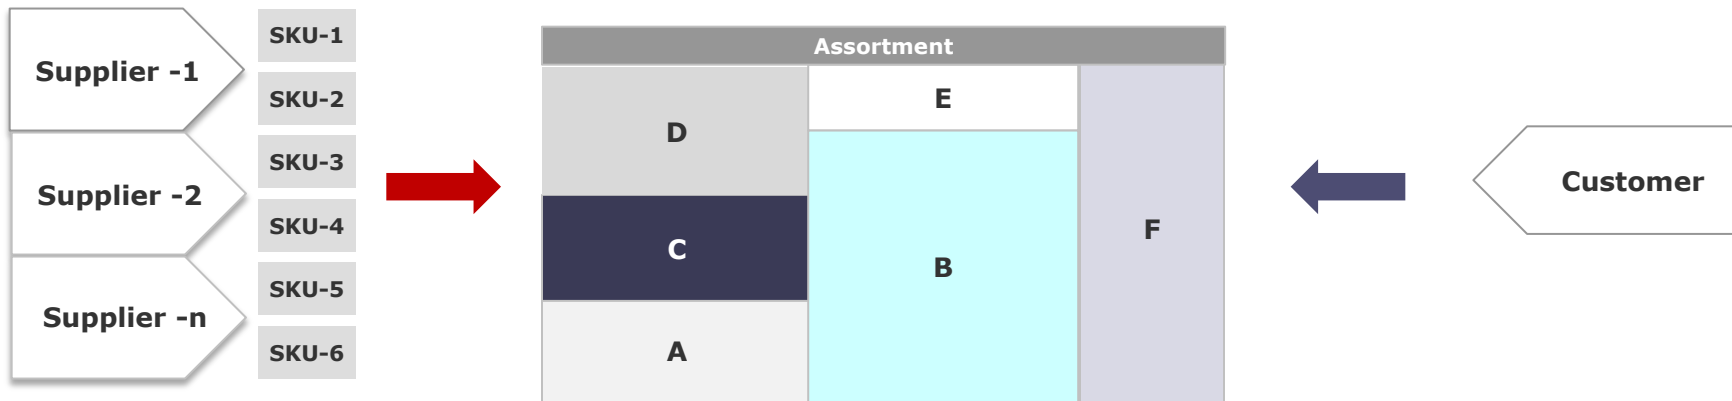 Supplier -1
Supplier -2
Supplier -n
SKU-1
SKU-2
SKU-3
SKU-4
SKU-5
SKU-6
Assortment
D
C
A
E
B
F
Customer